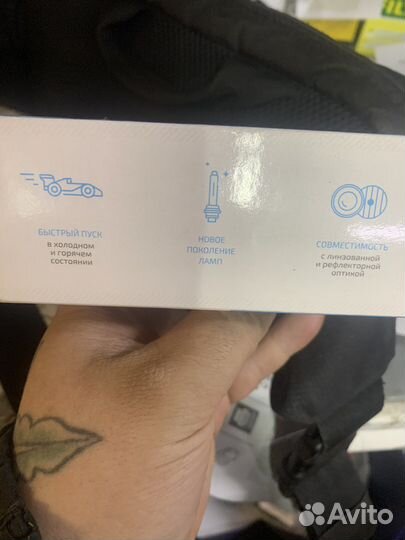 БЫСТРЫЙ ПУСК
в холодном
и горячем
состоянии
НОВОЕ
ПОКОЛЕНИЕ
ЛАМП
СОВМЕСТИМОСТЬ
с линзованной
и рефлекторной
оптикой
Avito